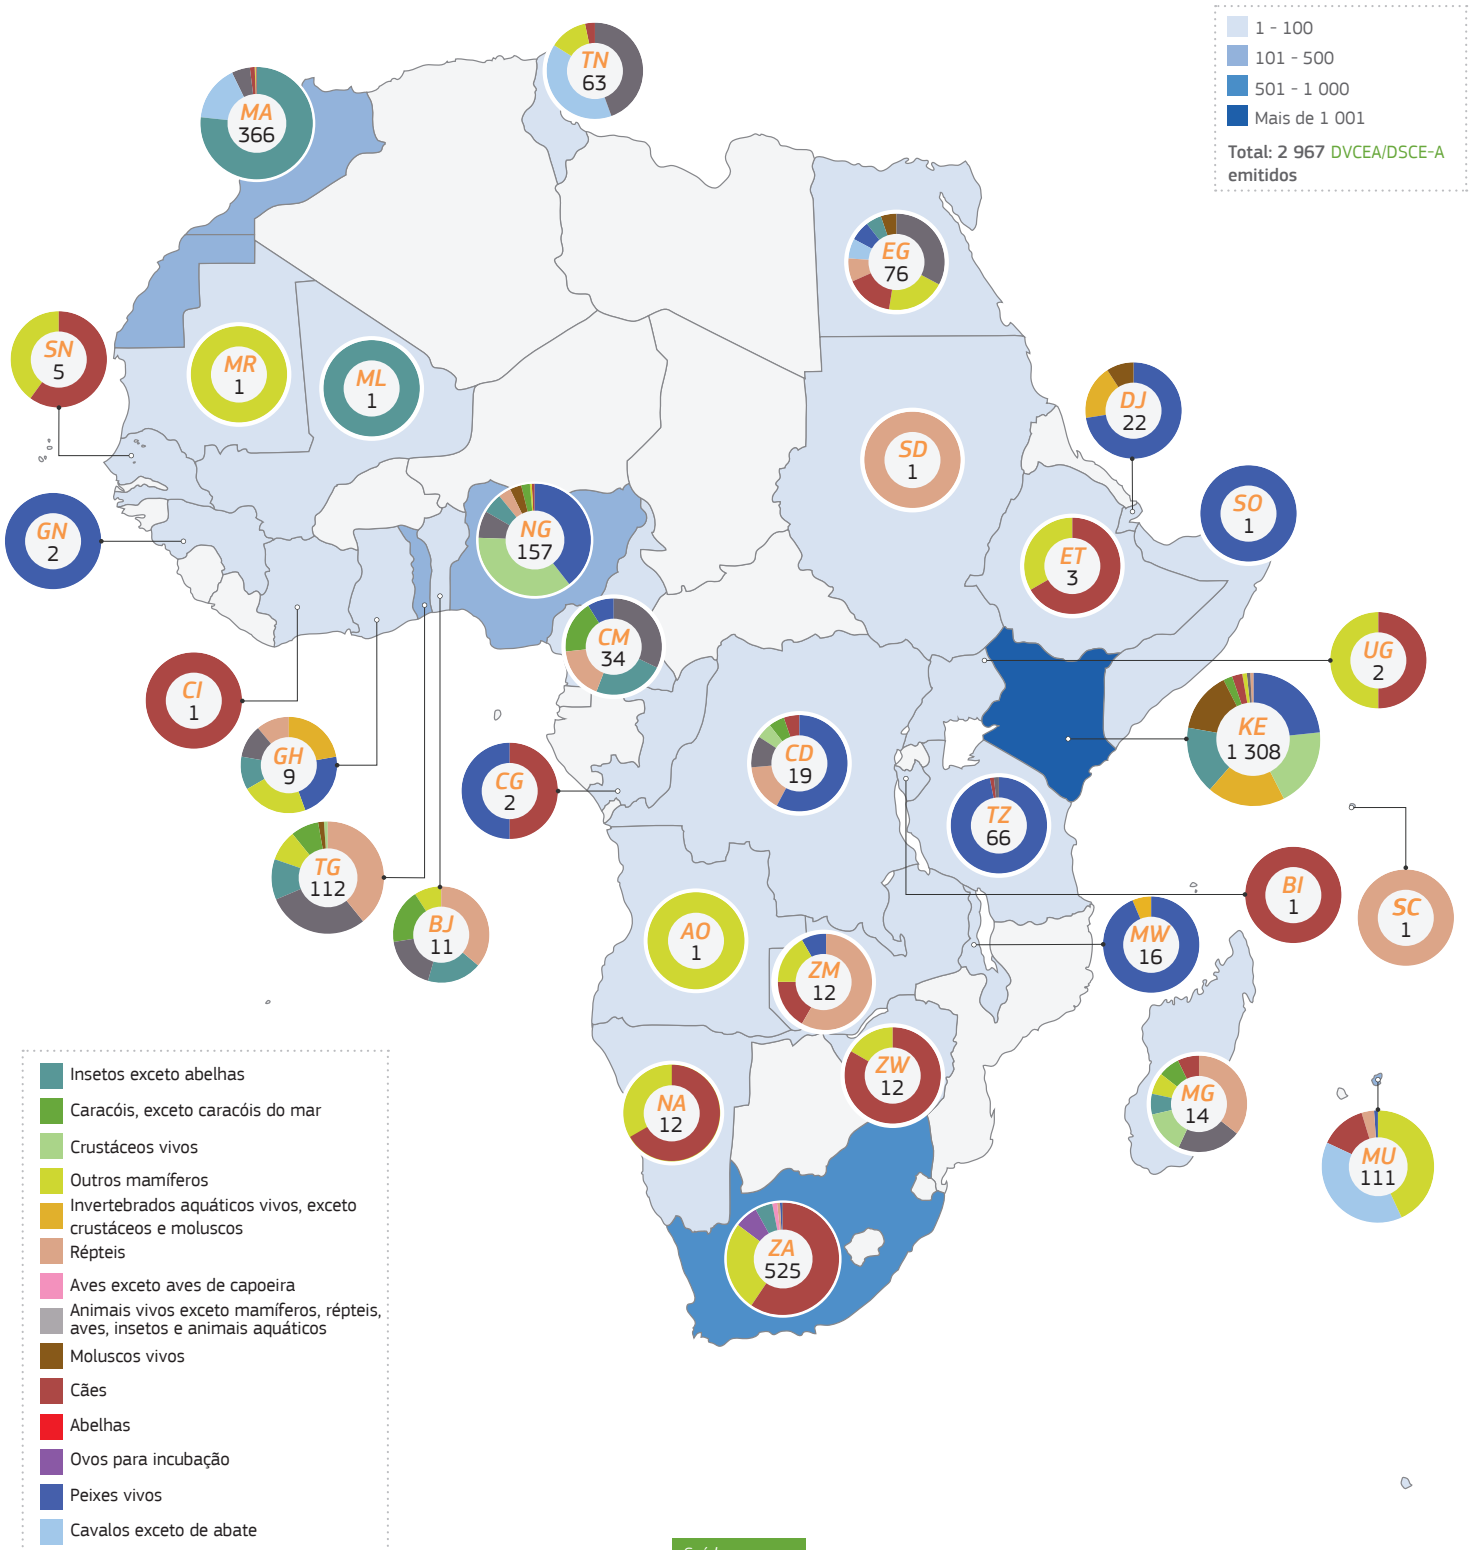 1 - 100
101 - 500
501 - 1 000
Mais de 1 001
Total: 2 967 DVCEA/DSCE-A
emitidos
TN
63
MA
366
EG
76
SN
5
MR
1
ML
1
DJ
22
SD
1
SO
1
GN
2
NG
157
ET
3
CM
34
UG
2
CI
1
KE
1 308
GH
9
CG
2
CD
19
TZ
66
TG
112
BJ
11
BI
1
SC
1
AO
1
MW
16
ZM
12
ZW
12
NA
12
MG
14
MU
111
ZA
525
Insetos exceto abelhas
Caracóis, exceto caracóis do mar
Crustáceos vivos
Outros mamíferos
Invertebrados aquáticos vivos, exceto
crustáceos e moluscos
Répteis
Aves exceto aves de capoeira
Animais vivos exceto mamíferos, répteis,
aves, insetos e animais aquáticos
Moluscos vivos
Cães
Abelhas
Ovos para incubação
Peixes vivos
Cavalos exceto de abate